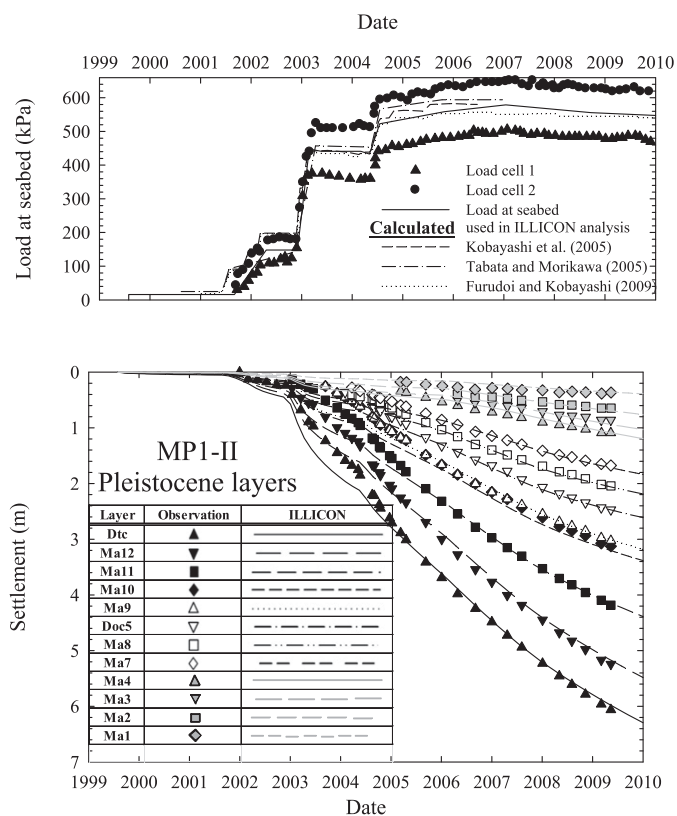 Date
1999 2000 2001 2002 2003 2004 2005 2006 2007 2008 2009 2010
Load at seabed (kPa)
600
500
400
300
200
100
0
Load cell 1
Load cell 2
Load at seabed
Calculated used in ILLICON analysis
Kobayashi et al. (2005)
Tabata and Morikawa (2005)
Furudoi and Kobayashi (2009)
Settlement (m)
0
1
2
3
4
5
6
7
MP1-II
Pleistocene layers
Layer Observation ILLICON
Dtc
Ma12
Ma11
Ma10
Ma9
Doc5
Ma8
Ma7
Ma4
Ma3
Ma2
Ma1
1999 2000 2001 2002 2003 2004 2005 2006 2007 2008 2009 2010
Date